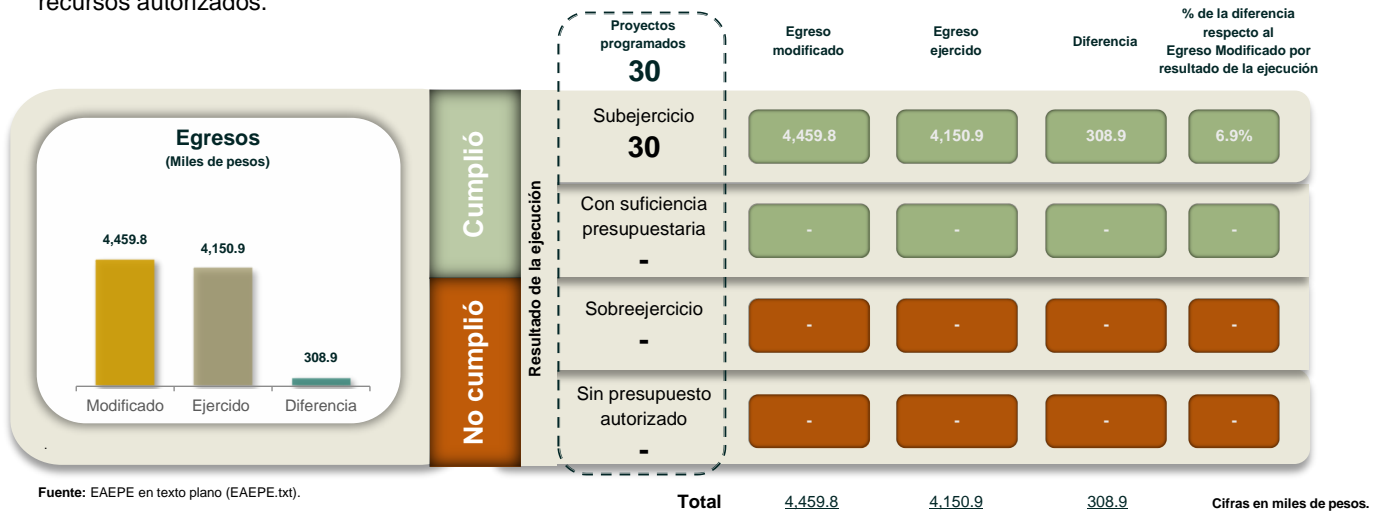 recursos autorizados.
Proyectos
programados
30
Egreso
modificado
Egreso
ejercido
Diferencia
% de la diferencia
respecto al
Egreso Modificado por
resultado de la ejecución
Egresos
(Miles de pesos)
4,459.8
4,150.9
308.9
Modificado Ejercido Diferencia
.
Cumplió
No cumplió
Resultado de la ejecución
Subejercicio
30
4,459.8 4,150.9 308.9 6.9%
Con suficiencia
presupuestaria
-
- - - -
Sobreejercicio
-
- - - -
Sin presupuesto
autorizado
-
- - - -
Fuente: EAEPE en texto plano (EAEPE.txt).
Total 4,459.8 4,150.9 308.9 Cifras en miles de pesos.